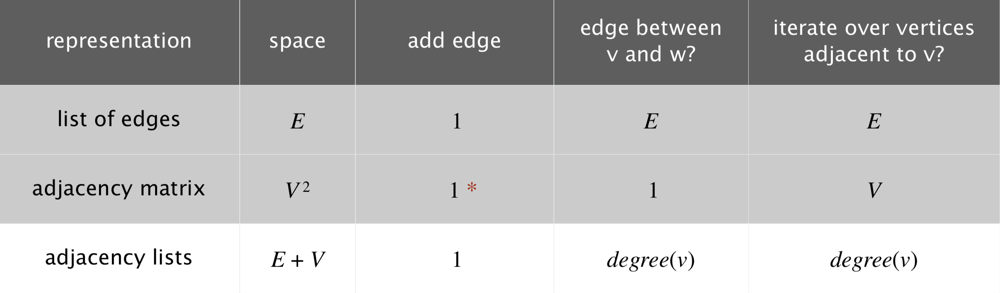 representation space add edge edge between v and w? iterate over vertices adjacent to v?
list of edges E 1 E E
adjacency matrix V² 1 * 1 V
adjacency lists E + V 1 degree(v) degree(v)